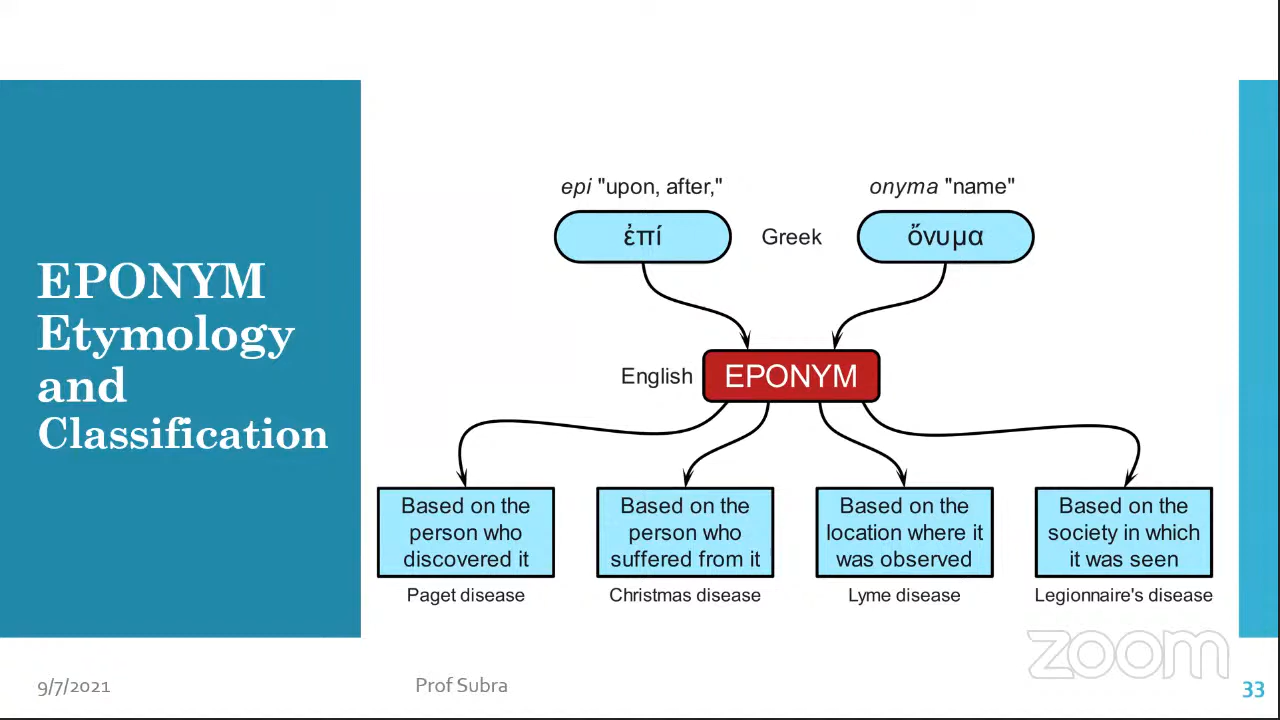 EPONYM
Etymology
and
Classification
epi "upon, after,"
onyma "name"
ἐπί
Greek
ὄνυμα
English
EPONYM
Based on the
person who
discovered it
Paget disease
Based on the
person who
suffered from it
Christmas disease
Based on the
location where it
was observed
Lyme disease
Based on the
society in which
it was seen
Legionnaire's disease
zoom
9/7/2021
Prof Subra
33